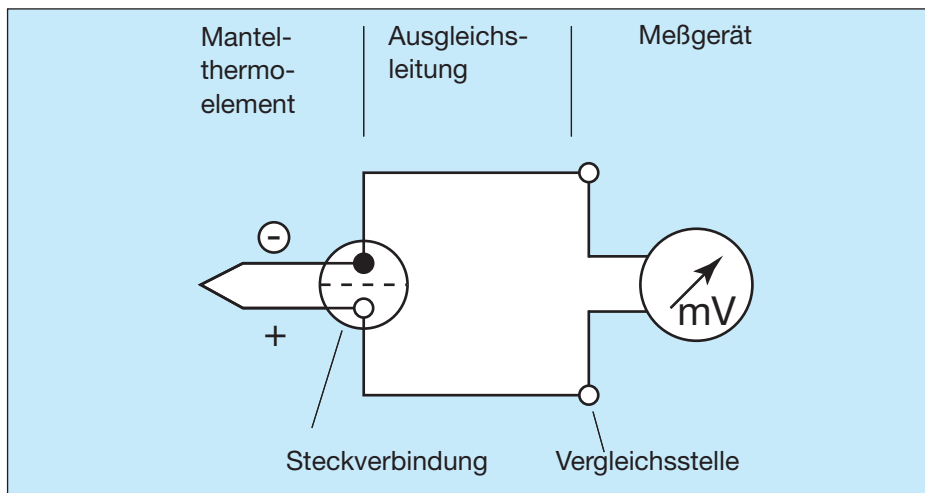 Mantel-
thermo-
element
Ausgleichs-
leitung
Meßgerät
-
+
mV
Steckverbindung
Vergleichsstelle